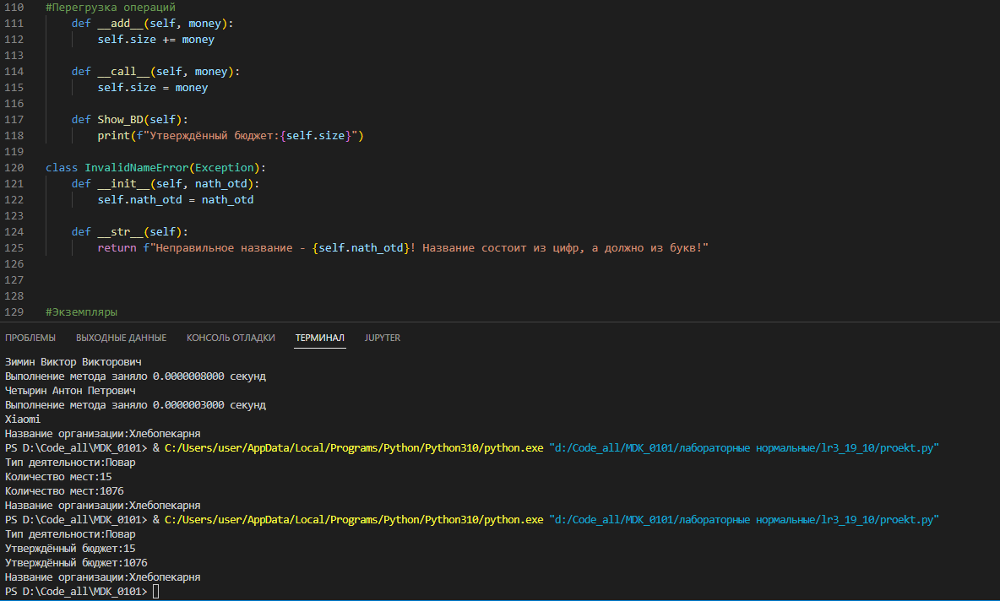 110 #Перегрузка операций
111 def __add__(self, money):
112 self.size += money
113
114 def __call__(self, money):
115 self.size = money
116
117 def Show_BD(self):
118 print(f"Утверждённый бюджет:{self.size}")
119
120 class InvalidNameError(Exception):
121 def __init__(self, nath_otd):
122 self.nath_otd = nath_otd
123
124 def __str__(self):
125 return f"Неправильное название - {self.nath_otd}! Название состоит из цифр, а должно из букв!"
126
127
128
129 #Экземпляры
ПРОБЛЕМЫ ВЫХОДНЫЕ ДАННЫЕ КОНСОЛЬ ОТЛАДКИ ТЕРМИНАЛ JUPYTER
Зимин Виктор Викторович
Выполнение метода заняло 0.0000008000 секунд
Четырин Антон Петрович
Выполнение метода заняло 0.0000003000 секунд
Xiaomi
Название организации:Хлебопекарня
PS D:\Code_all\MDK_0101> & C:/Users/user/AppData/Local/Programs/Python/Python310/python.exe "d:/Code_all/MDK_0101/лабораторные нормальные/lr3_19_10/proekt.py"
Тип деятельности:Повар
Количество мест:15
Количество мест:1076
Название организации:Хлебопекарня
PS D:\Code_all\MDK_0101> & C:/Users/user/AppData/Local/Programs/Python/Python310/python.exe "d:/Code_all/MDK_0101/лабораторные нормальные/lr3_19_10/proekt.py"
Тип деятельности:Повар
Утверждённый бюджет:15
Утверждённый бюджет:1076
Название организации:Хлебопекарня
PS D:\Code_all\MDK_0101>